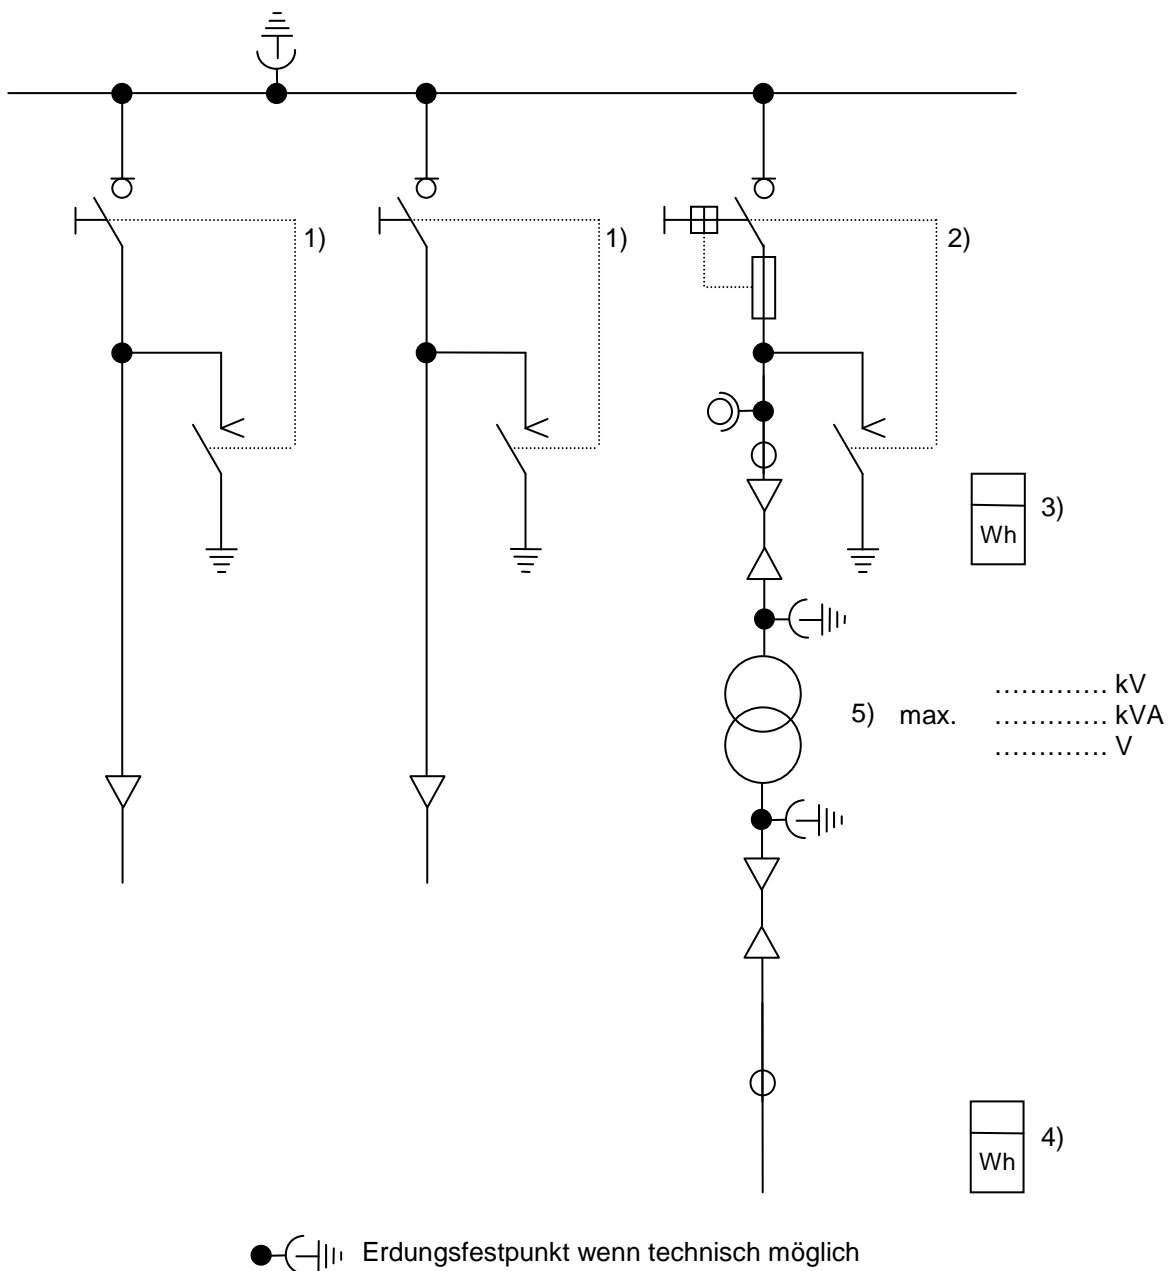 1)
1)
2)
Wh
3)
5) max. ............. kV
............. kVA
............. V
Wh
4)
Erdungsfestpunkt wenn technisch möglich